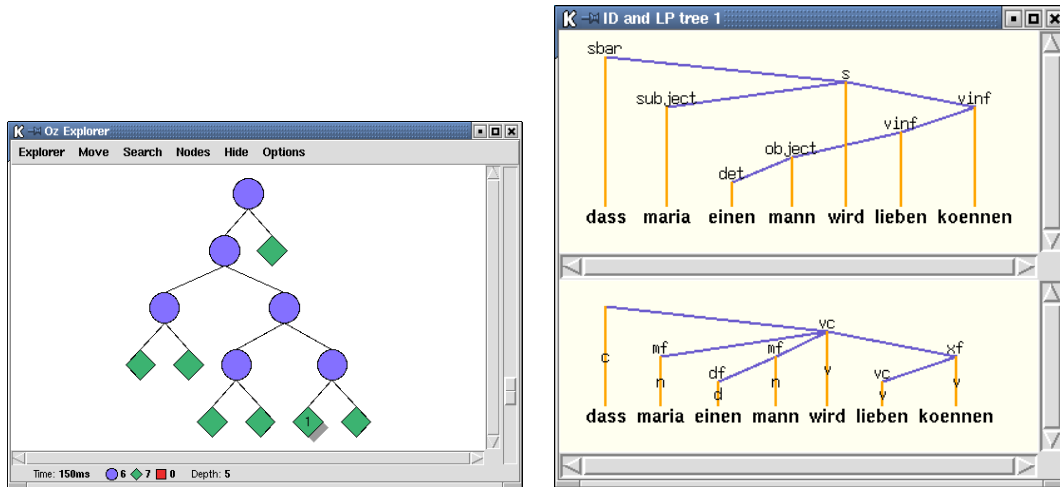 Oz Explorer
Explorer Move Search Nodes Hide Options
1
Time: 150ms 6 7 0 Depth: 5
ID and LP tree 1
sbar
s
subject vinf
vinf
object
det
dass maria einen mann wird lieben koennen
vc
mf mf xf
c
df v vc
n n v
d v
dass maria einen mann wird lieben koennen